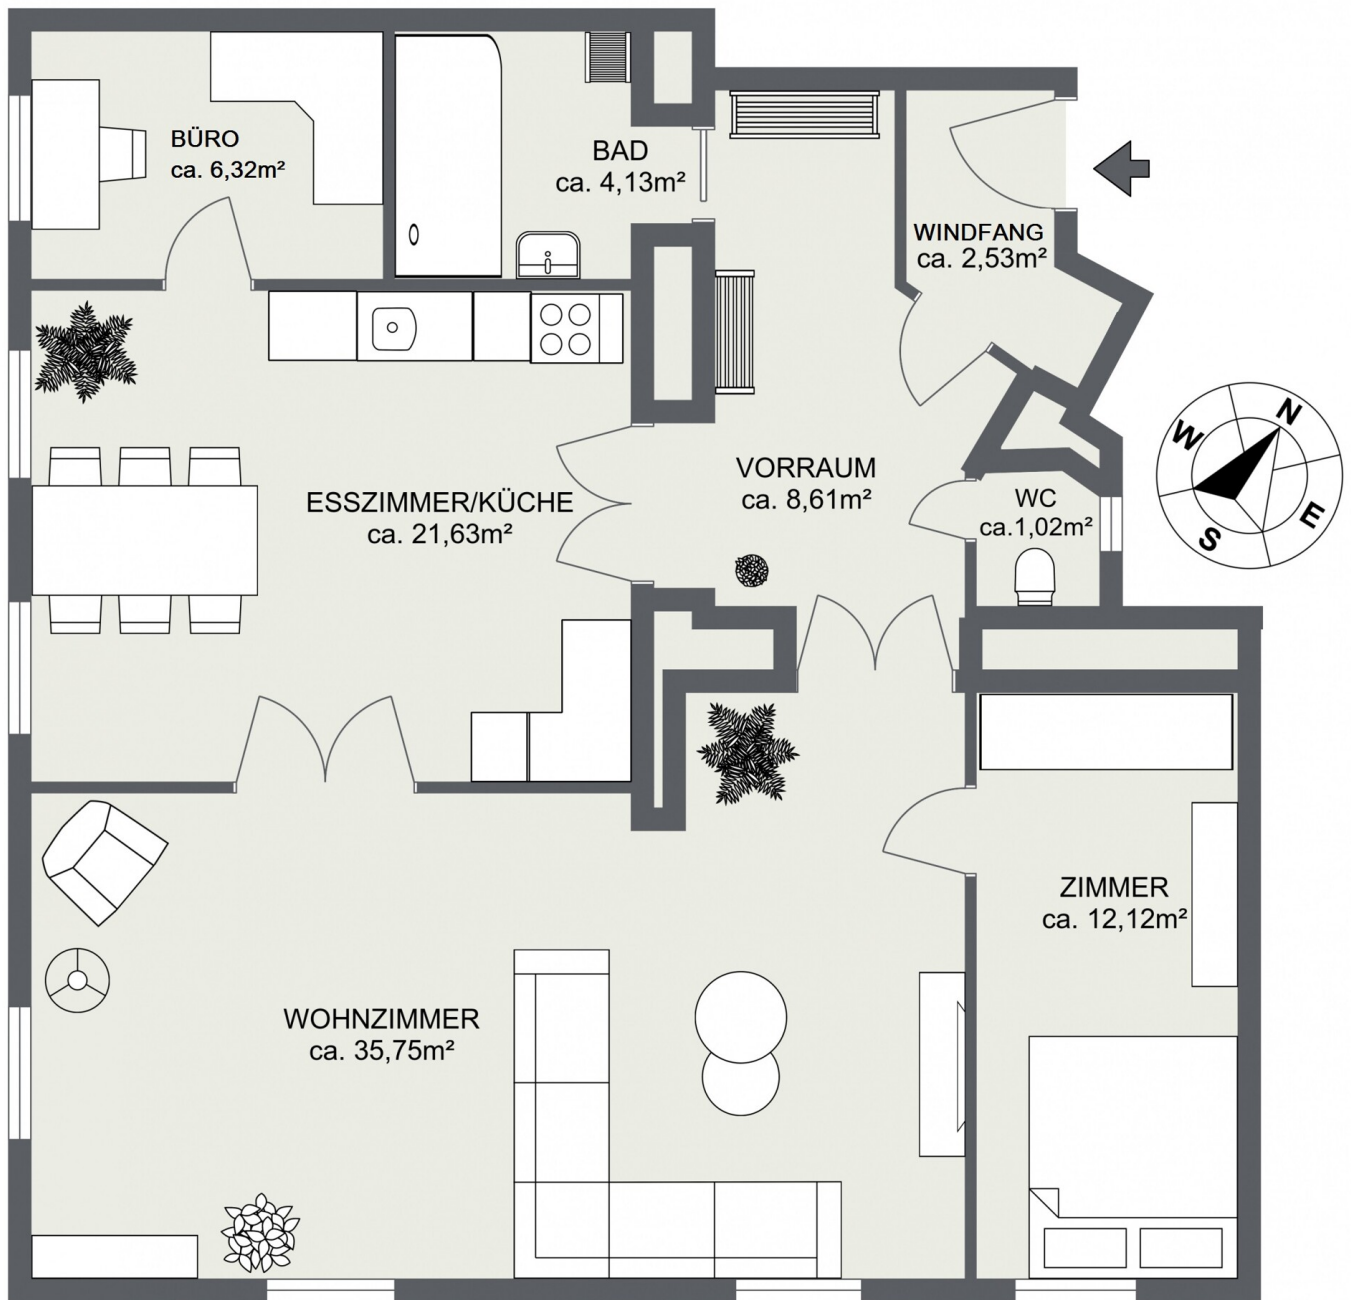 BÜRO
ca. 6,32m²
BAD
ca. 4,13m²
WINDFANG
ca. 2,53m²
ESSZIMMER/KÜCHE
ca. 21,63m²
VORRAUM
ca. 8,61m²
WC
ca.1,02m²
N
W
E
S
ZIMMER
ca. 12,12m²
WOHNZIMMER
ca. 35,75m²